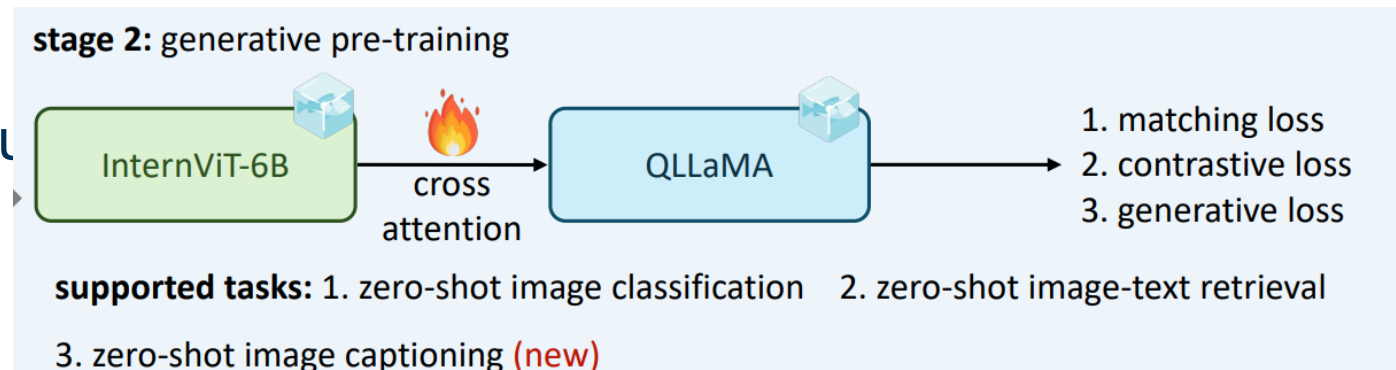 stage 2: generative pre-training
InternViT-6B
cross
attention
QLLaMA
1. matching loss
2. contrastive loss
3. generative loss
supported tasks: 1. zero-shot image classification 2. zero-shot image-text retrieval
3. zero-shot image captioning (new)